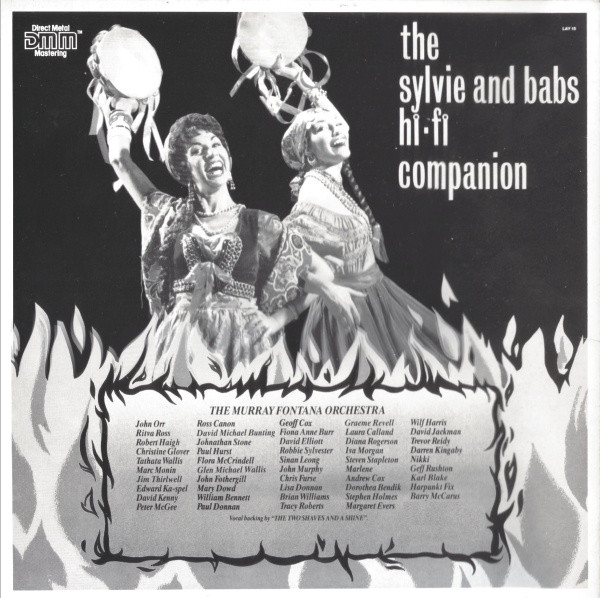 Direct Metal
DMM™
Mastering
LAY 15
the
sylvie and babs
hi·fi
companion
THE MURRAY FONTANA ORCHESTRA
John Orr
Ritva Ross
Robert Haigh
Christine Glover
Tathata Wallis
Marc Monin
Jim Thirlwell
Edward Ka-spel
David Kenny
Peter McGee
Ross Canon
David Michael Bunting
Johnathan Stone
Paul Hurst
Flora McCrindell
Glen Michael Wallis
John Fothergill
Mary Dowd
William Bennett
Paul Donnan
Geoff Cox
Fiona Anne Burr
David Elliott
Robbie Sylvester
Sinan Leong
John Murphy
Chris Furse
Lisa Donnan
Brian Williams
Tracy Roberts
Graeme Revell
Laura Calland
Diana Rogerson
Iva Morgan
Steven Stapleton
Marlene
Andrew Cox
Dorothea Bendik
Stephen Holmes
Margaret Evers
Wilf Harris
David Jackman
Trevor Reidy
Darren Kingaby
Nikki
Geff Rushton
Karl Blake
Harpunkt Fix
Barry McCarus
Vocal backing by "THE TWO SHAVES AND A SHINE".